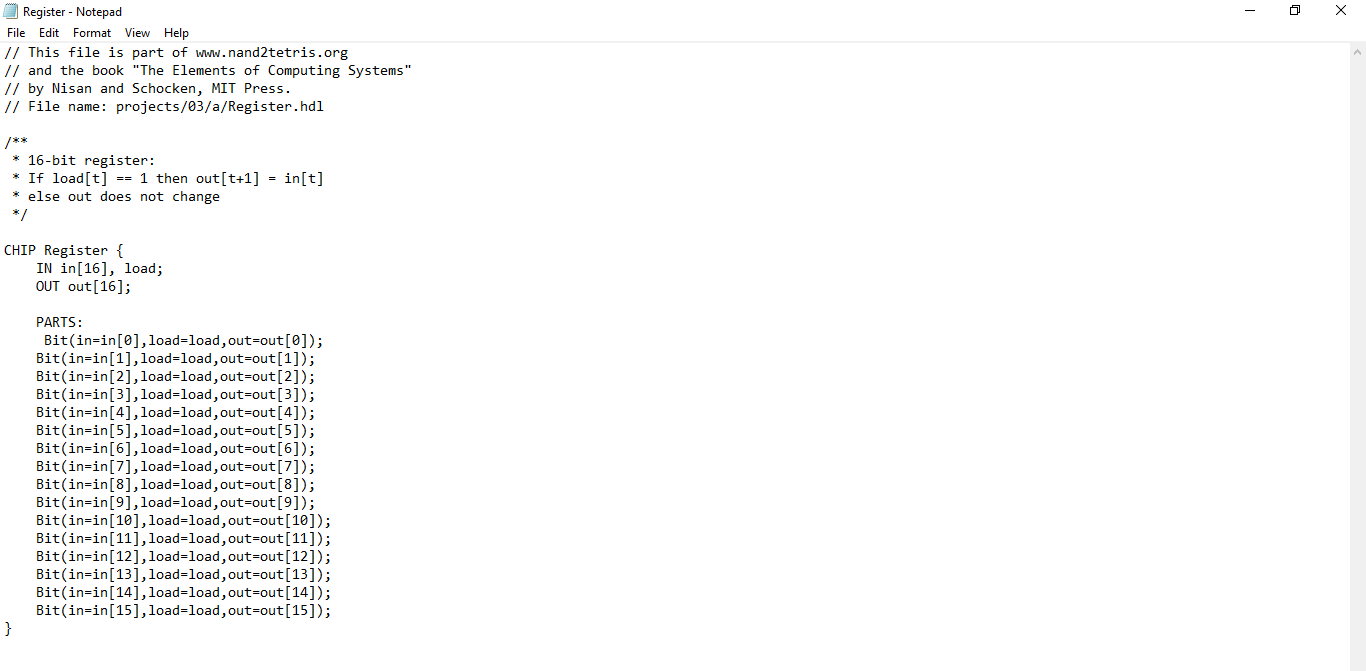 Register - Notepad
File Edit Format View Help
// This file is part of www.nand2tetris.org
// and the book "The Elements of Computing Systems"
// by Nisan and Schocken, MIT Press.
// File name: projects/03/a/Register.hdl
/**
 * 16-bit register:
 * If load[t] == 1 then out[t+1] = in[t]
 * else out does not change
 */
CHIP Register {
    IN in[16], load;
    OUT out[16];
    PARTS:
     Bit(in=in[0],load=load,out=out[0]);
    Bit(in=in[1],load=load,out=out[1]);
    Bit(in=in[2],load=load,out=out[2]);
    Bit(in=in[3],load=load,out=out[3]);
    Bit(in=in[4],load=load,out=out[4]);
    Bit(in=in[5],load=load,out=out[5]);
    Bit(in=in[6],load=load,out=out[6]);
    Bit(in=in[7],load=load,out=out[7]);
    Bit(in=in[8],load=load,out=out[8]);
    Bit(in=in[9],load=load,out=out[9]);
    Bit(in=in[10],load=load,out=out[10]);
    Bit(in=in[11],load=load,out=out[11]);
    Bit(in=in[12],load=load,out=out[12]);
    Bit(in=in[13],load=load,out=out[13]);
    Bit(in=in[14],load=load,out=out[14]);
    Bit(in=in[15],load=load,out=out[15]);
}